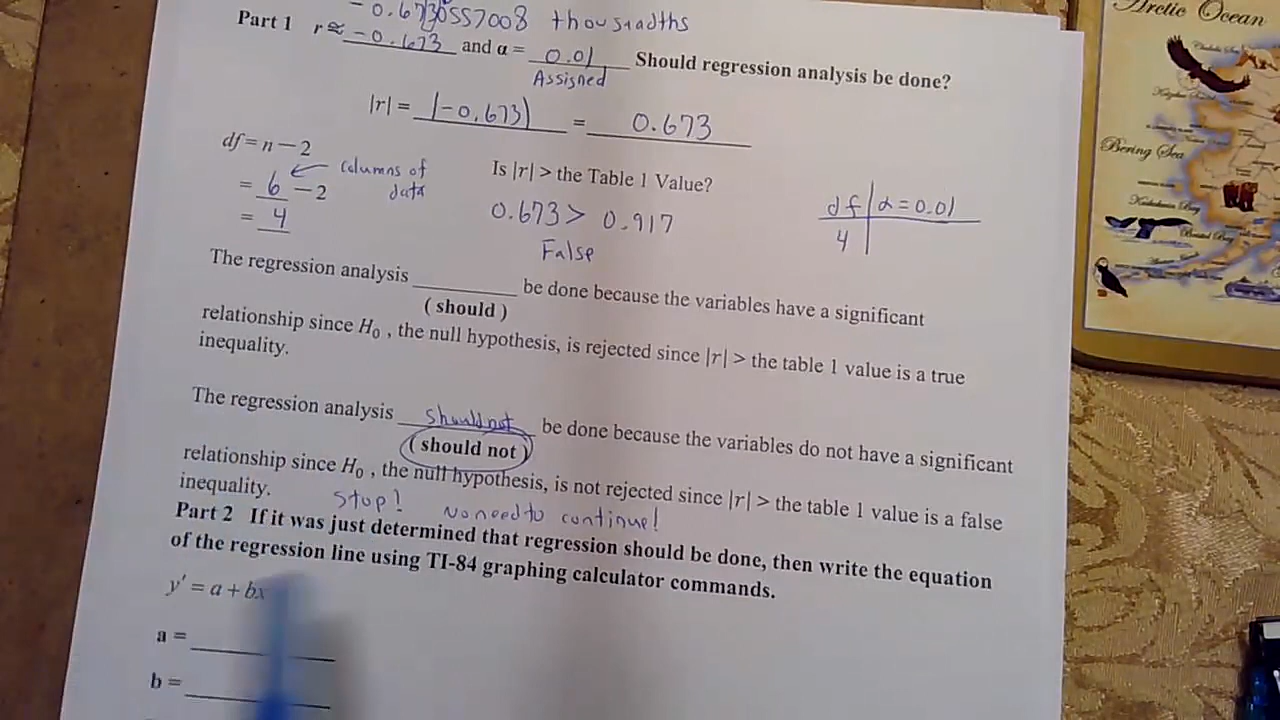 -0.6730557008 thousandths
Part 1 r ≈ -0.673 and α = 0.01 Should regression analysis be done?
Assigned
|r| = |-0.673| = 0.673
df = n - 2
= 6 - 2
= 4
columns of
data
Is |r| > the Table 1 Value?
0.673 > 0.917
False
df α = 0.01
4
The regression analysis ________ be done because the variables have a significant
( should )
relationship since H₀ , the null hypothesis, is rejected since |r| > the table 1 value is a true
inequality.
The regression analysis should not be done because the variables do not have a significant
( should not )
relationship since H₀ , the null hypothesis, is not rejected since |r| > the table 1 value is a false
inequality.
Stop! no need to continue!
Part 2 If it was just determined that regression should be done, then write the equation
of the regression line using TI-84 graphing calculator commands.
y' = a + bx
a = ________
b = ________
Arctic Ocean
Bering Sea